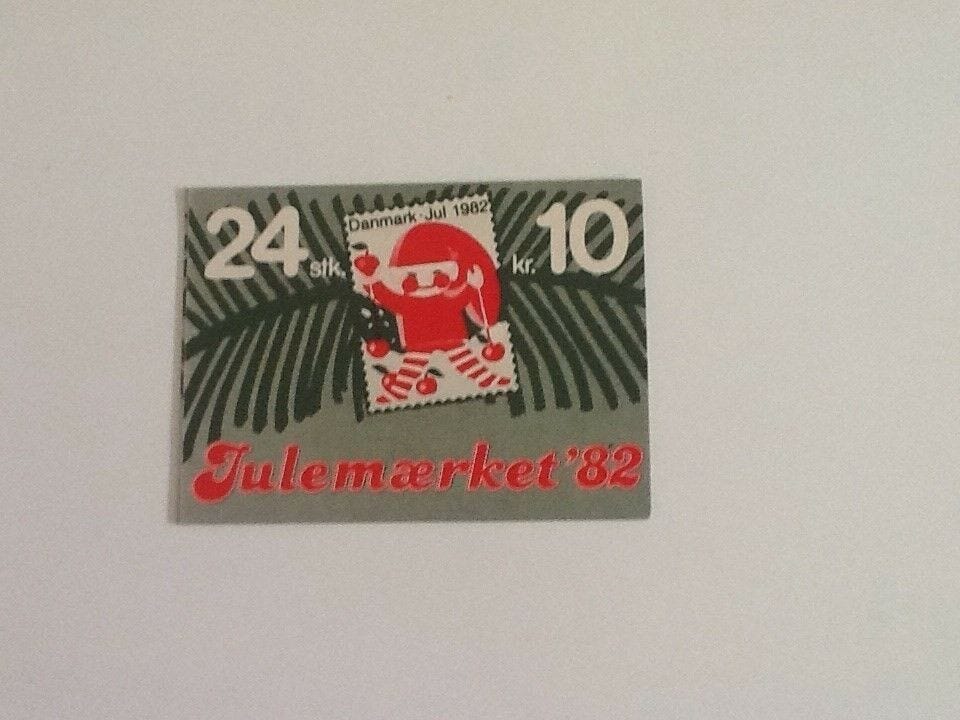 24 stk.
Danmark · Jul 1982
kr. 10
Julemærket '82